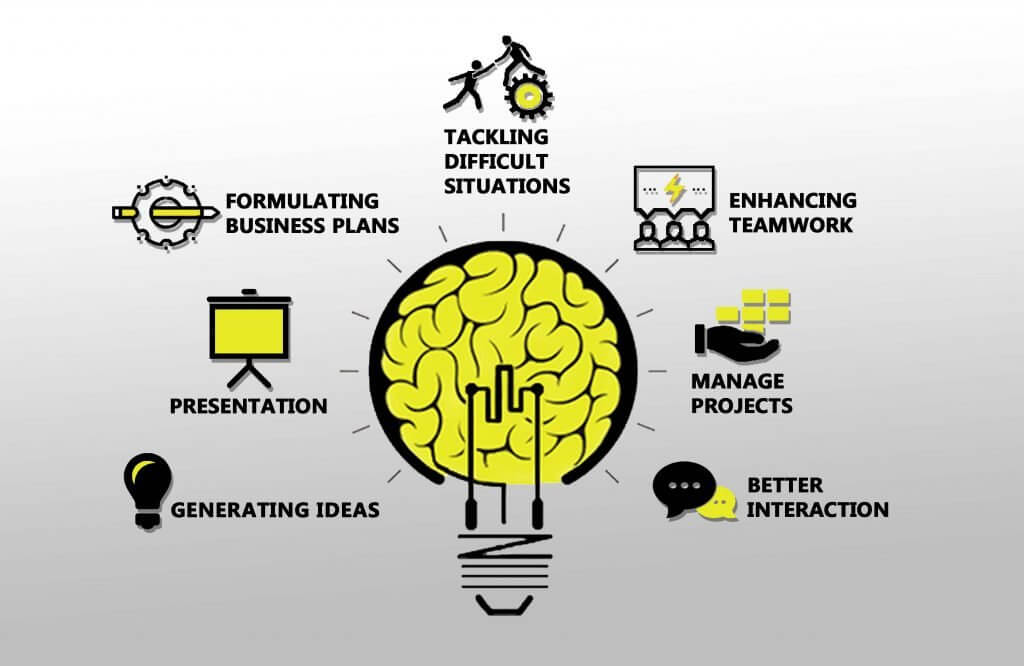 TACKLING
DIFFICULT
SITUATIONS
FORMULATING
BUSINESS PLANS
ENHANCING
TEAMWORK
PRESENTATION
MANAGE
PROJECTS
GENERATING IDEAS
BETTER
INTERACTION